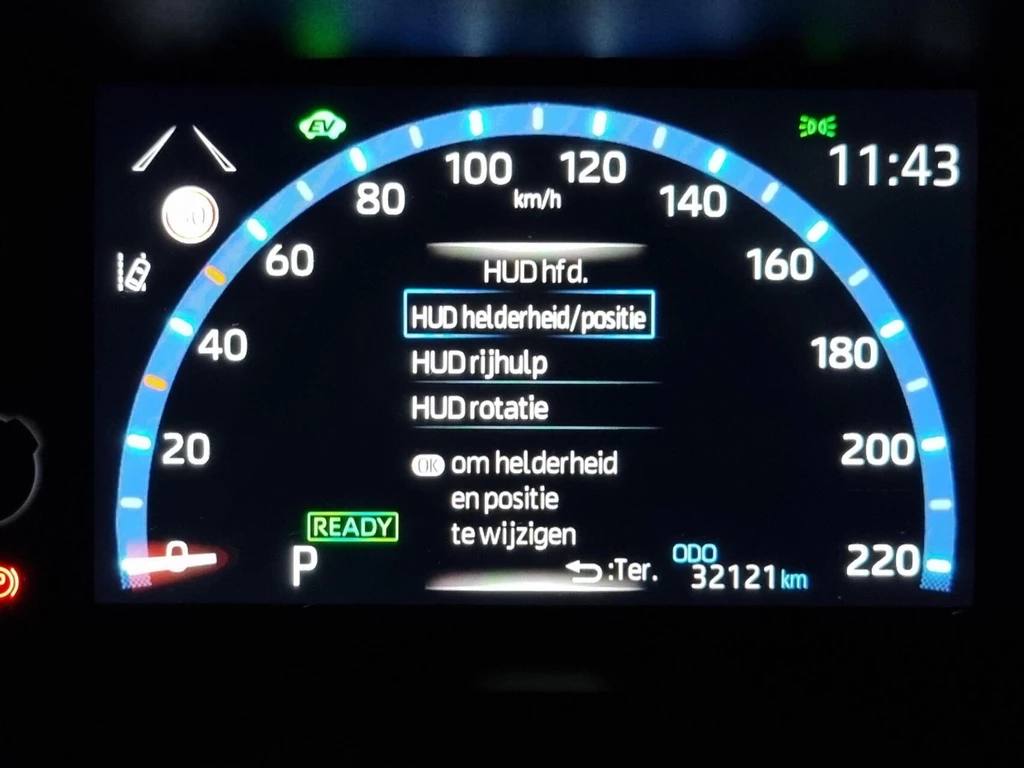 EV
11:43
100
120
km/h
80
140
60
160
HUD hfd.
HUD helderheid/positie
40
180
HUD rijhulp
HUD rotatie
20
200
OK om helderheid
en positie
te wijzigen
READY
0
P
:Ter.
ODO
32121 km
220